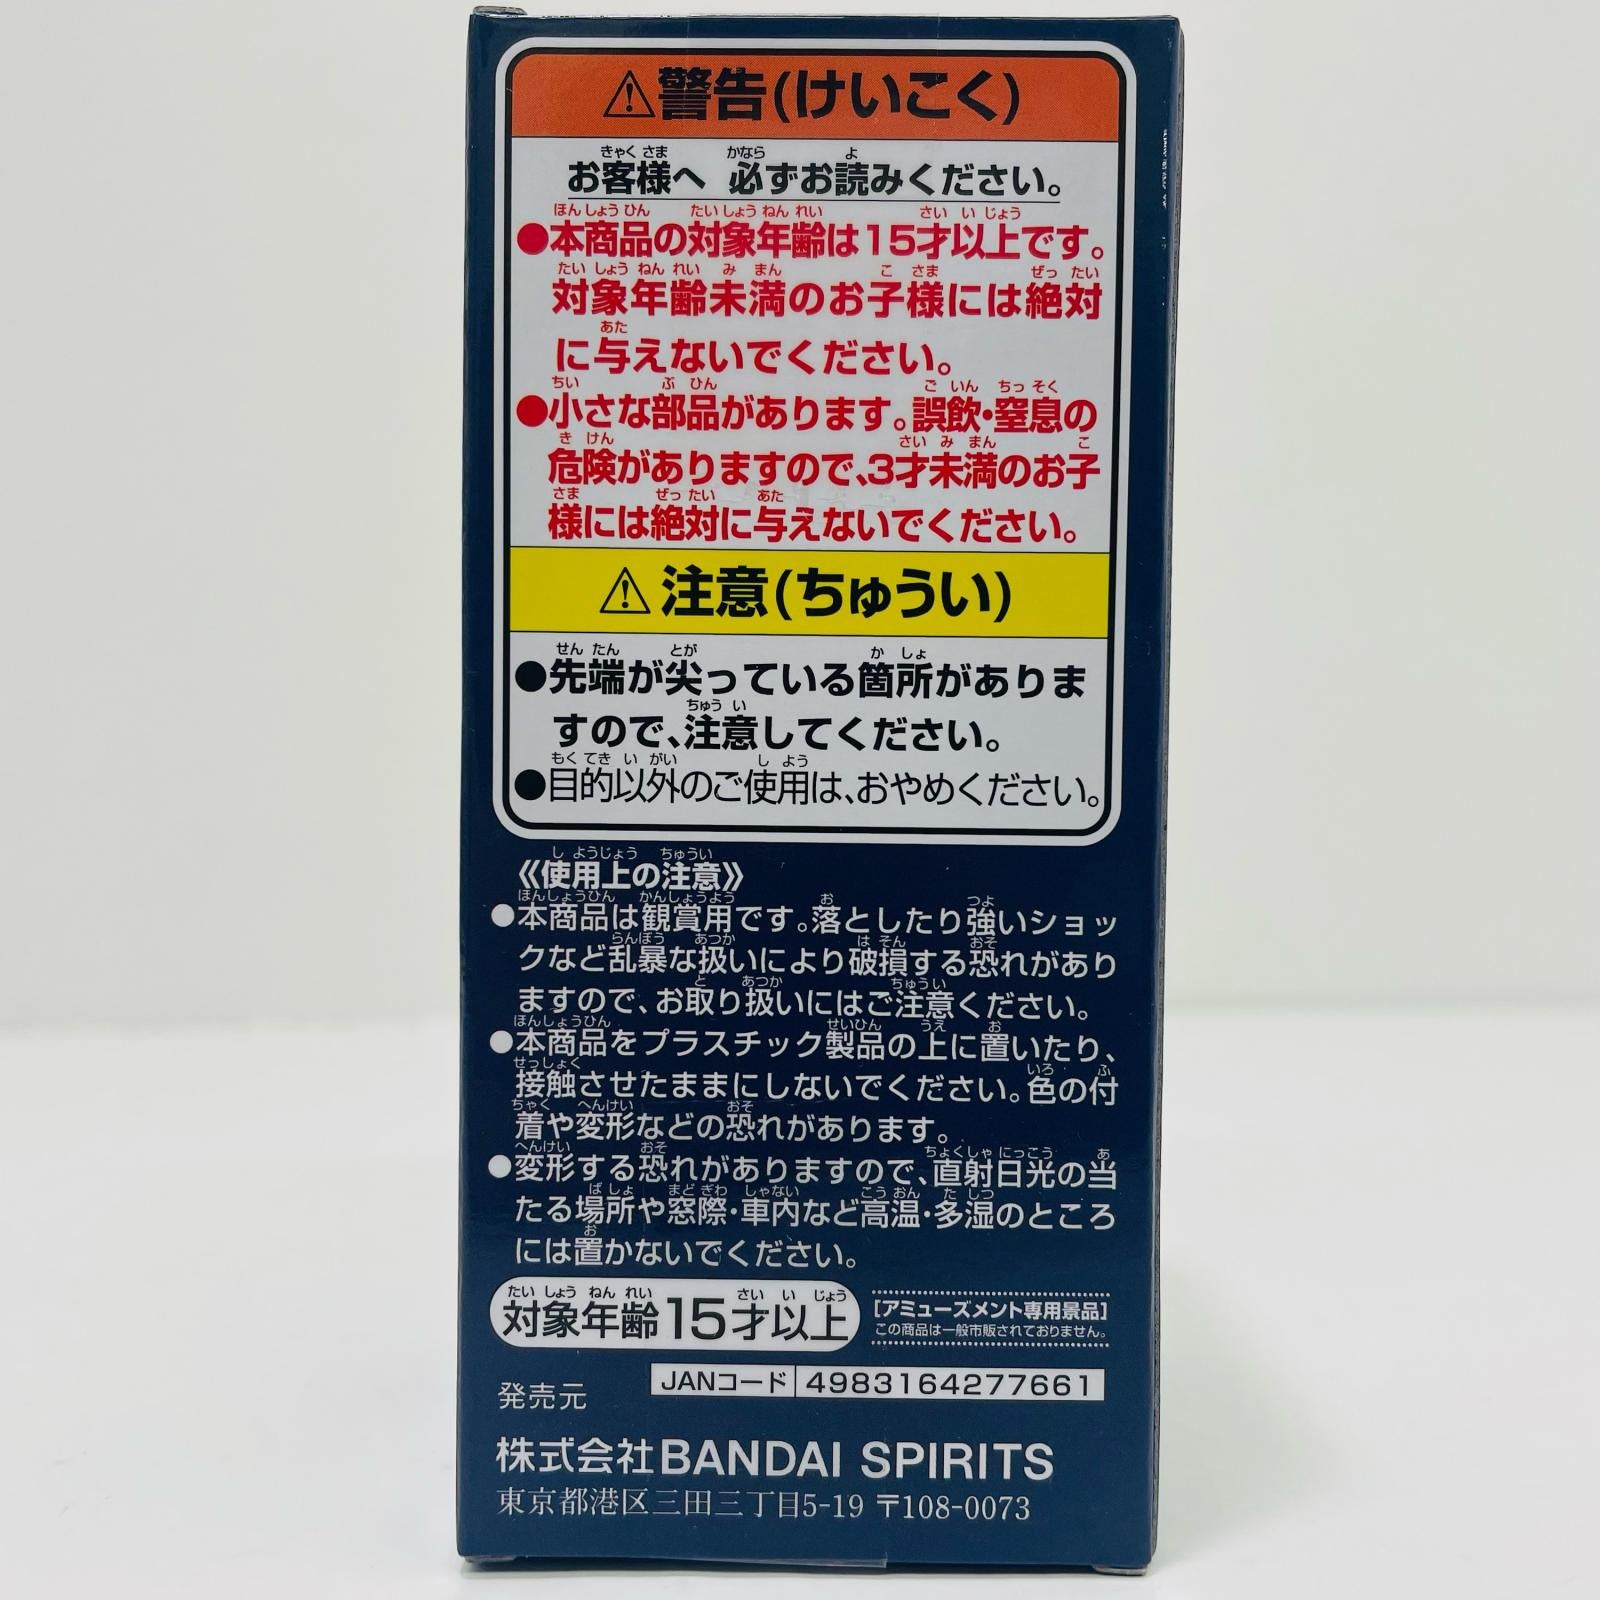 ⚠警告(けいこく)
お客様へ 必ずお読みください。
●本商品の対象年齢は15才以上です。
対象年齢未満のお子様には絶対
に与えないでください。
●小さな部品があります。誤飲・窒息の
危険がありますので、3才未満のお子
様には絶対に与えないでください。
⚠注意(ちゅうい)
●先端が尖っている箇所がありま
すので、注意してください。
●目的以外のご使用は、おやめください。
《使用上の注意》
●本商品は観賞用です。落としたり強いショッ
クなど乱暴な扱いにより破損する恐れがあり
ますので、お取り扱いにはご注意ください。
●本商品をプラスチック製品の上に置いたり、
接触させたままにしないでください。色の付
着や変形などの恐れがあります。
●変形する恐れがありますので、直射日光の当
たる場所や窓際・車内など高温・多湿のところ
には置かないでください。
対象年齢15才以上
[アミューズメント専用景品]
この商品は一般市販されておりません。
JANコード 4983164277661
発売元
株式会社BANDAI SPIRITS
東京都港区三田三丁目5-19 〒108-0073